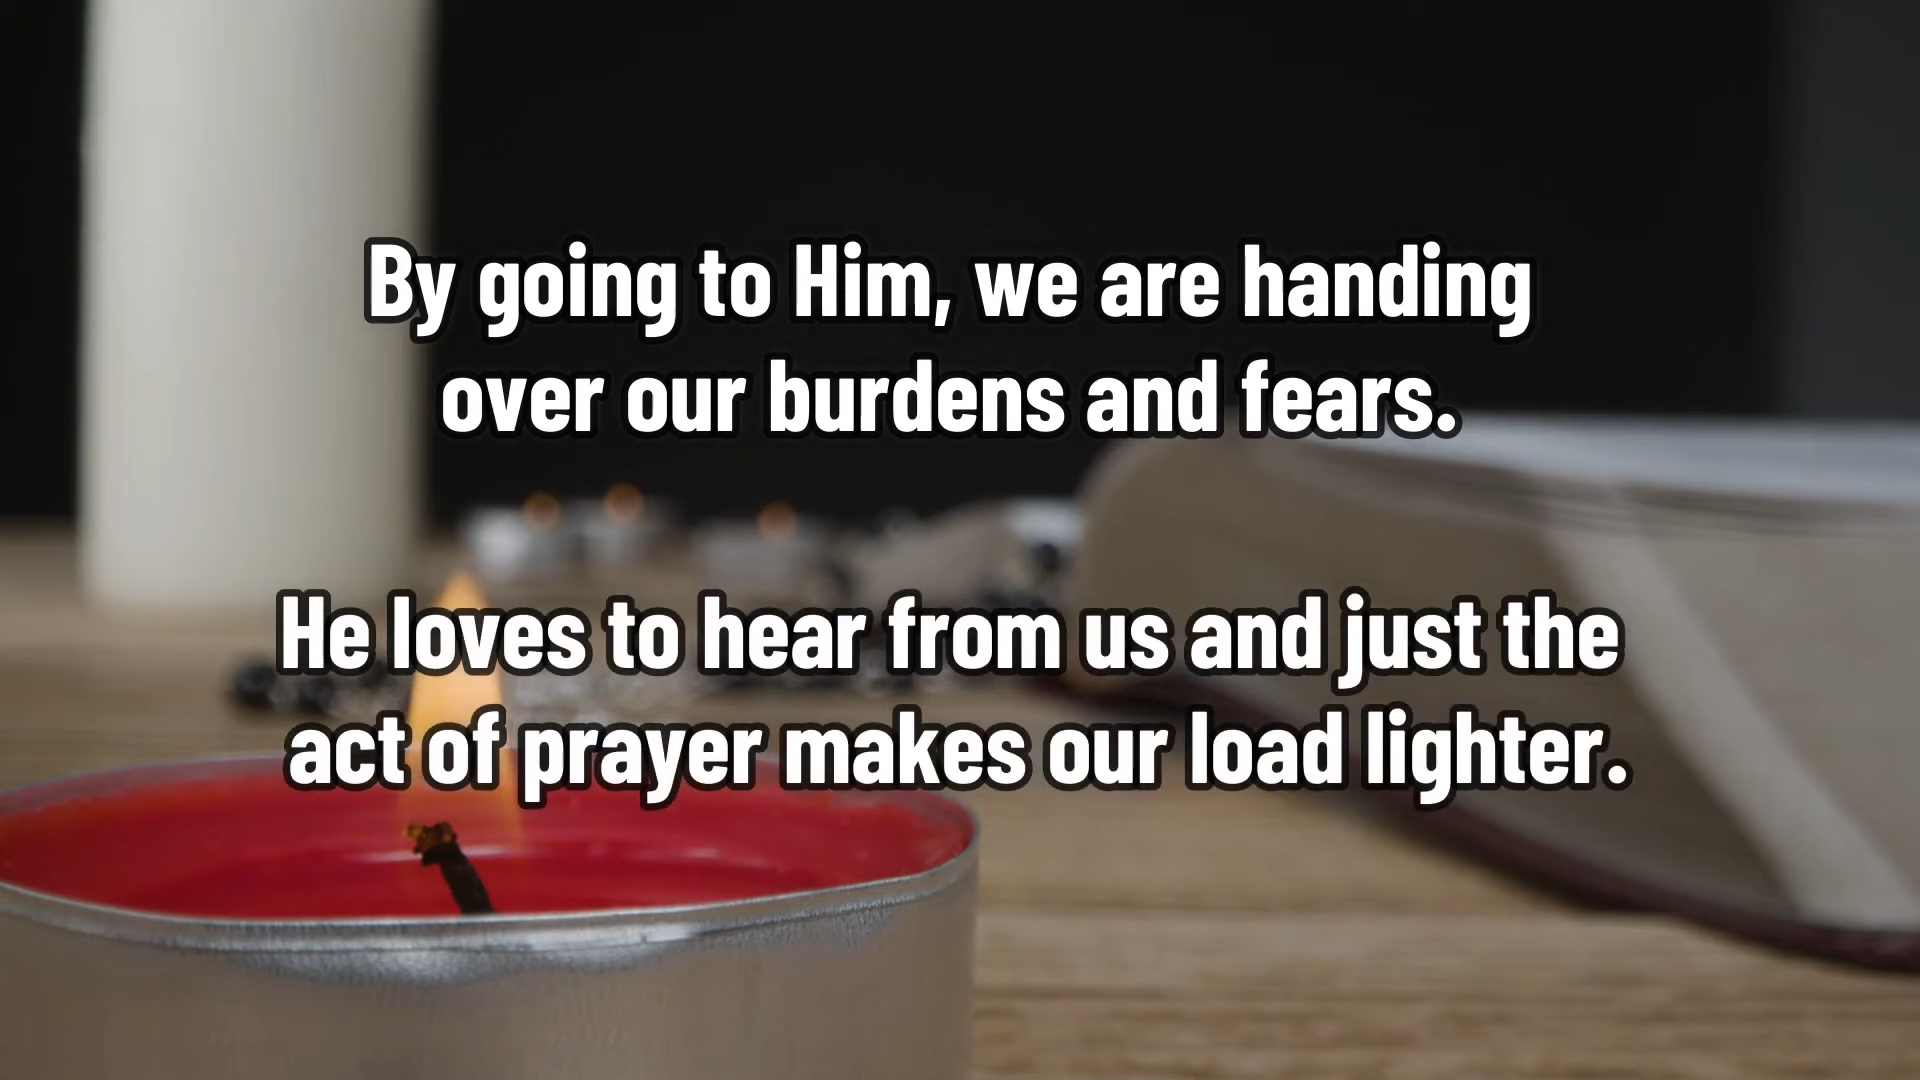 By going to Him, we are handing
over our burdens and fears.
He loves to hear from us and just the
act of prayer makes our load lighter.